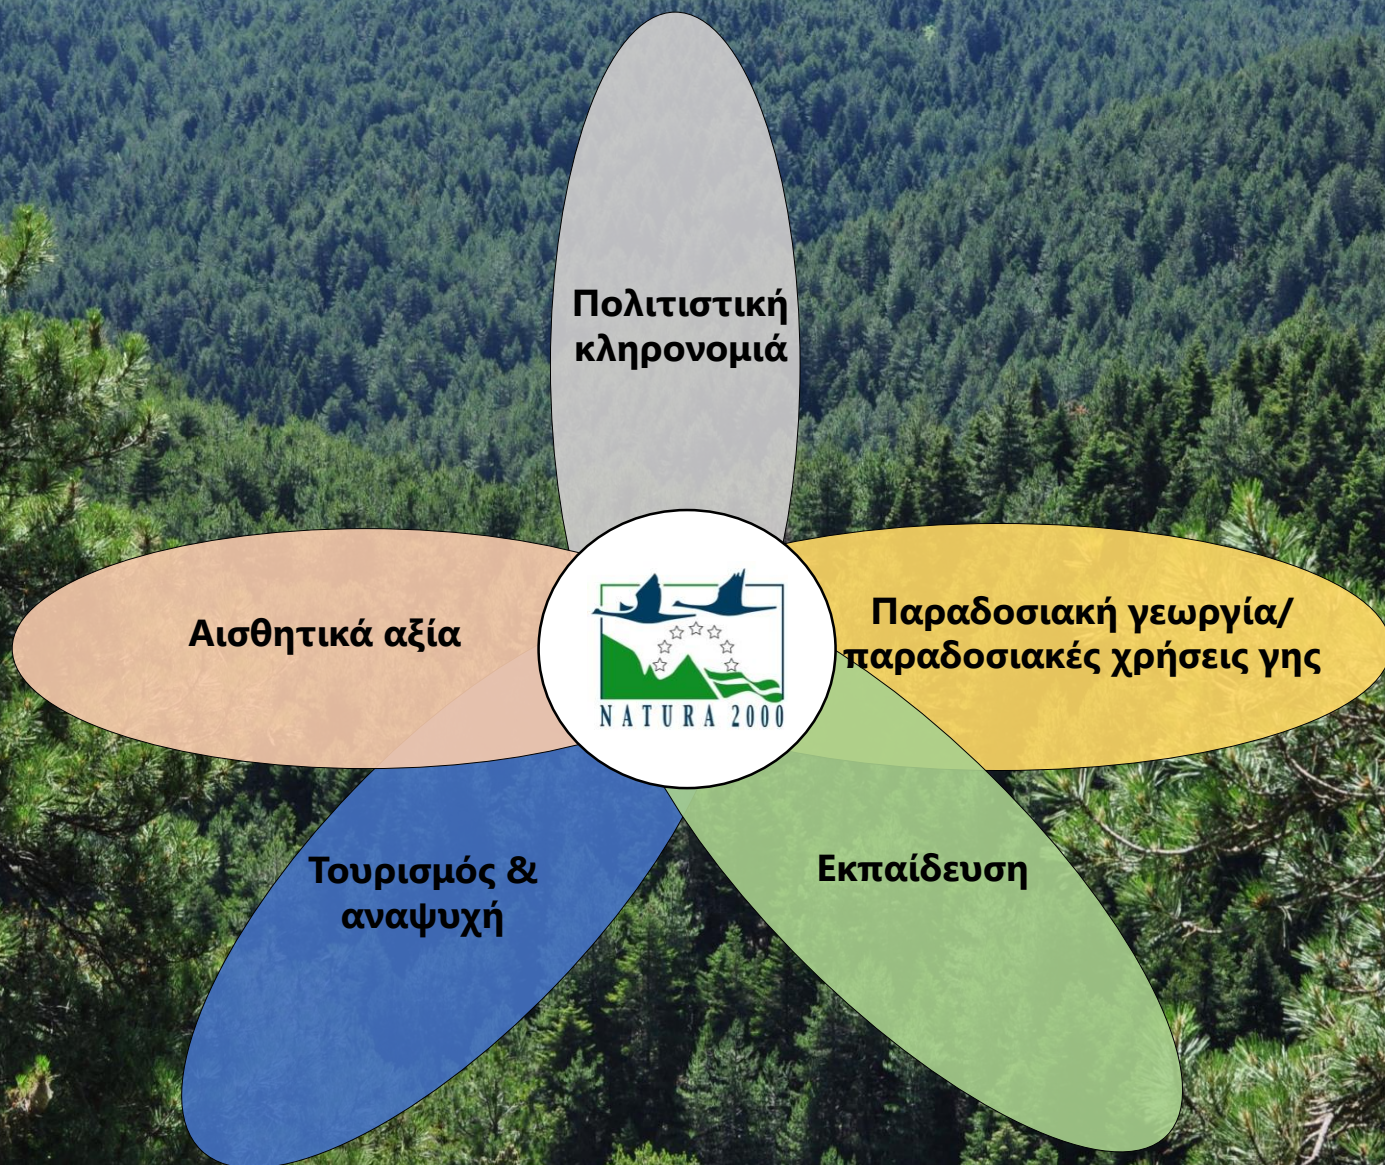 Πολιτιστική
κληρονομιά
Αισθητικά αξία
Παραδοσιακή γεωργία/
παραδοσιακές χρήσεις γης
NATURA 2000
Τουρισμός &
αναψυχή
Εκπαίδευση